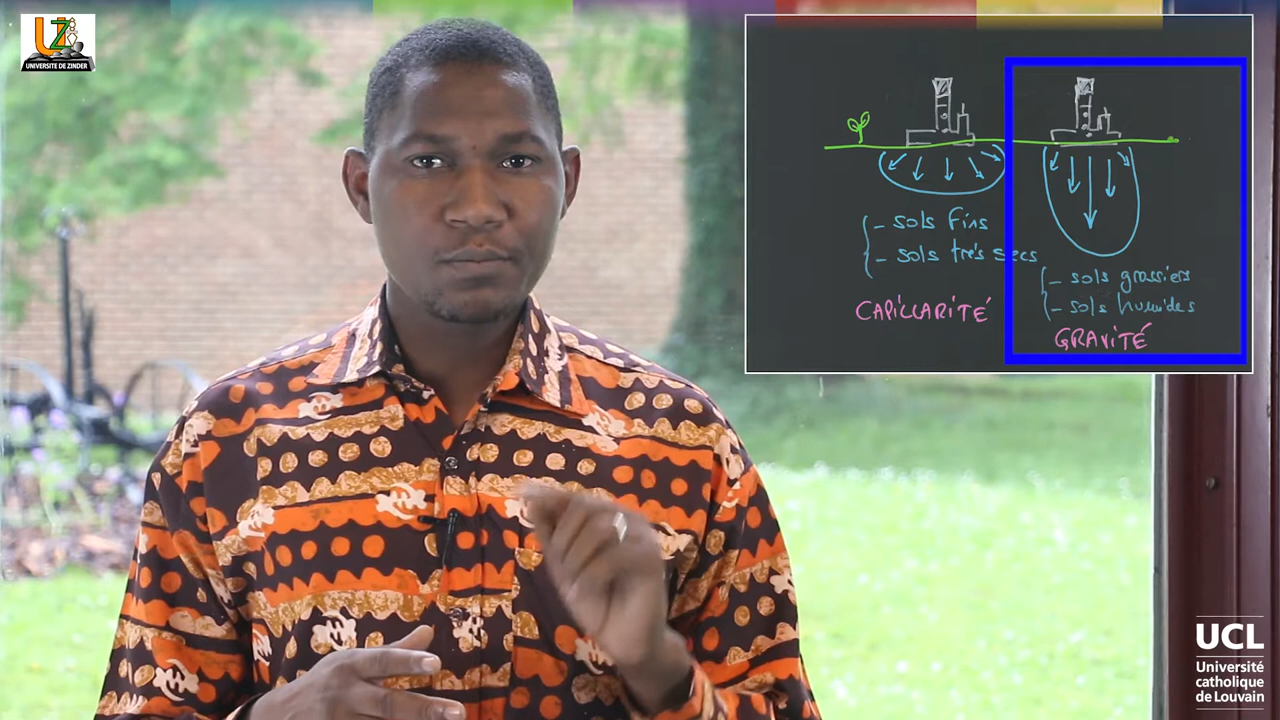 UZ
UNIVERSITE DE ZINDER
- sols fins
- sols très secs
CAPILLARITÉ
- sols grossiers
- sols humides
GRAVITÉ
UCL
Université
catholique
de Louvain